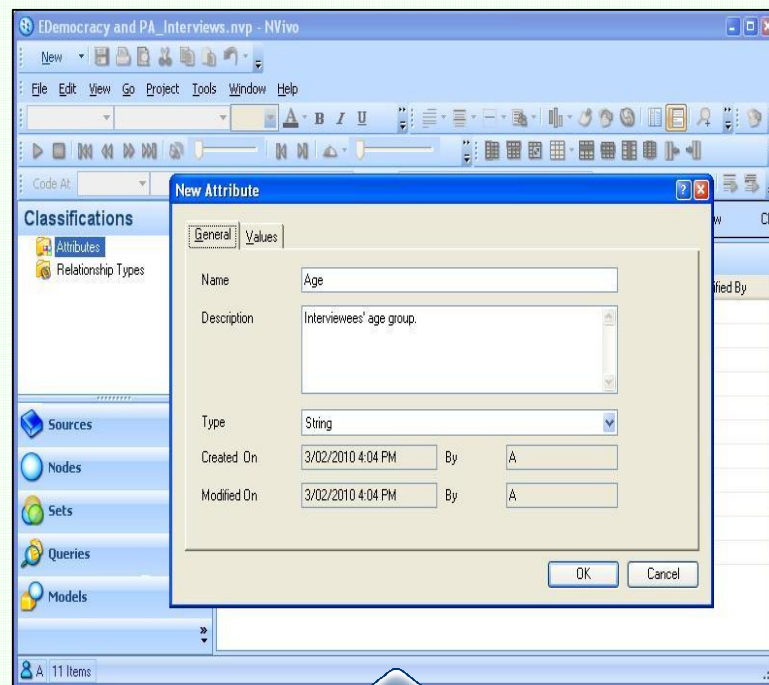 EDemocracy and PA_Interviews.nvp - NVivo
New
File Edit View Go Project Tools Window Help
A B I U
Code At
New Attribute
Classifications
Attributes
Relationship Types
General Values
Name Age
Description Interviewees' age group.
Type String
Created On 3/02/2010 4:04 PM By A
Modified On 3/02/2010 4:04 PM By A
OK Cancel
Sources
Nodes
Sets
Queries
Models
A 11 Items